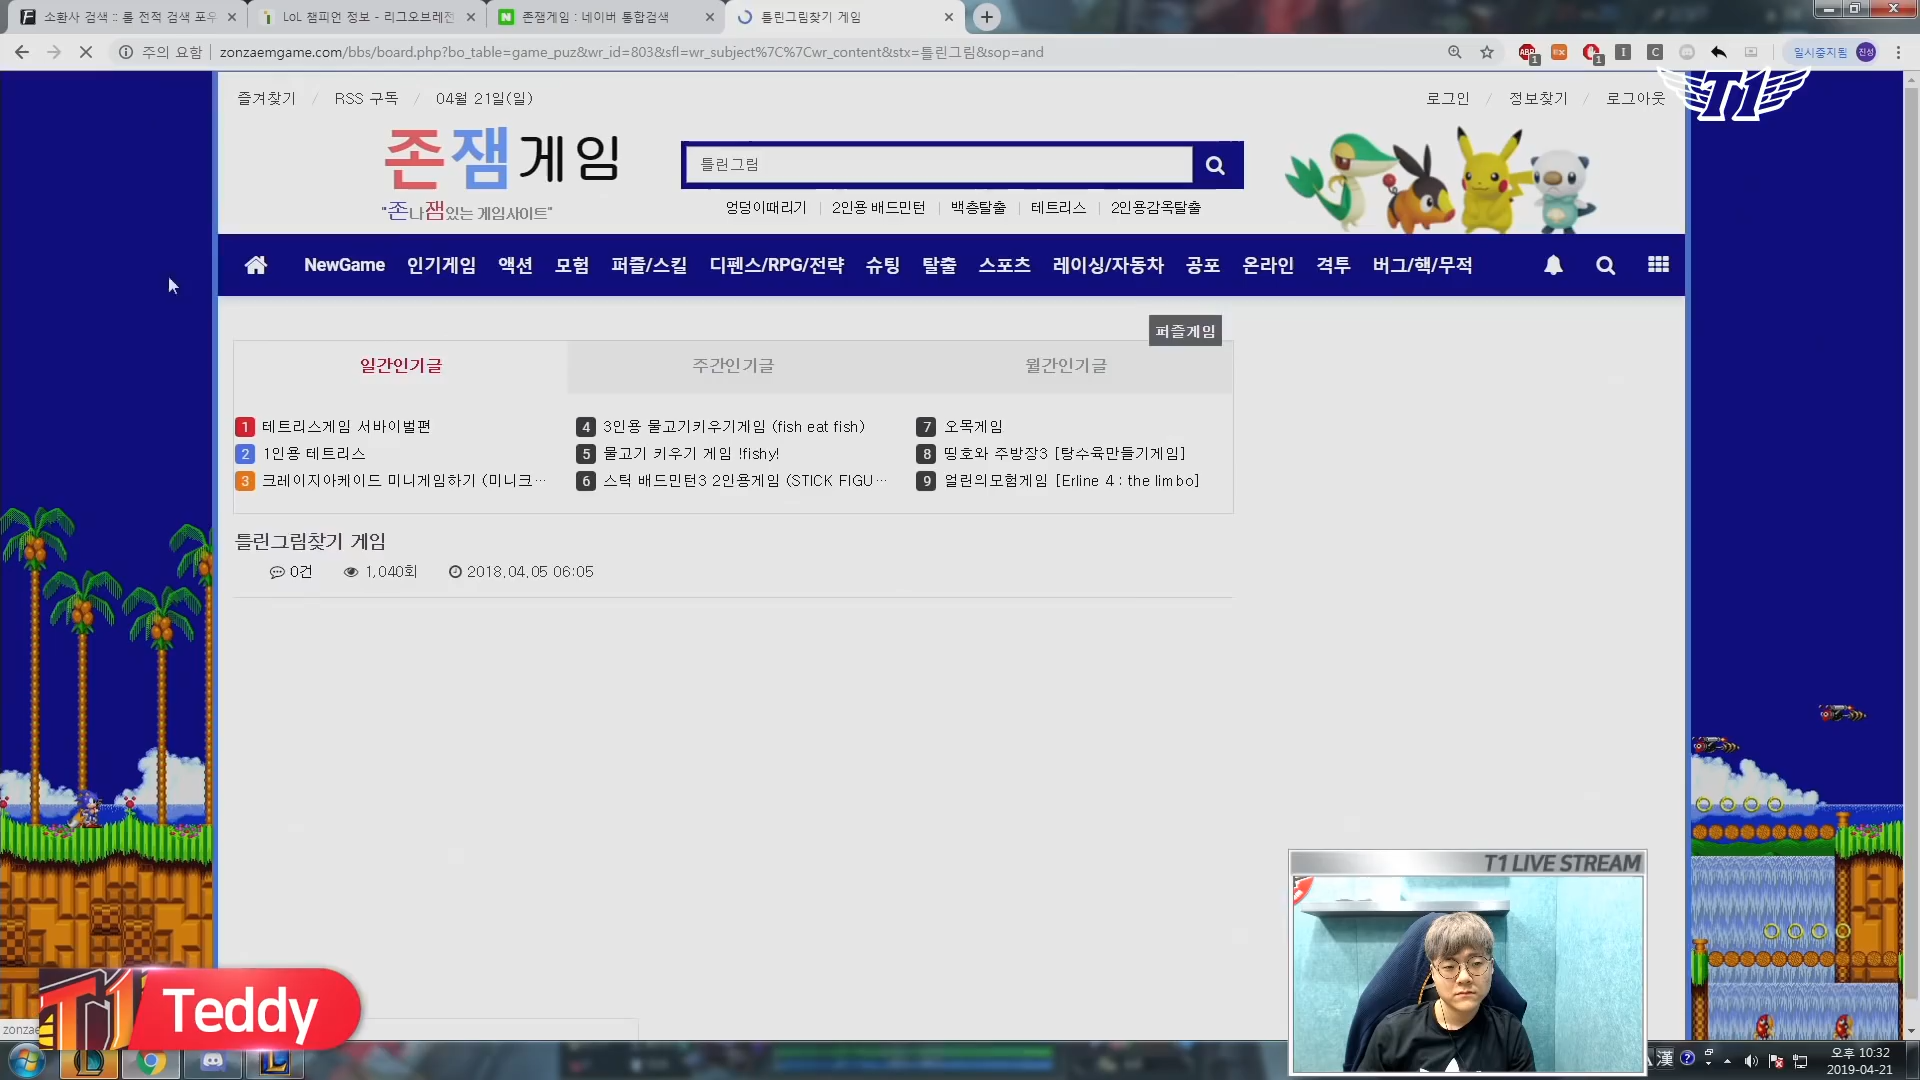 소환사 검색 :: 롤 전적 검색 포우
LoL 챔피언 정보 - 리그오브레전
존잼게임 : 네이버 통합검색
틀린그림찾기 게임
주의 요함 | zonzaemgame.com/bbs/board.php?bo_table=game_puz&wr_id=803&sfl=wr_subject%7C%7Cwr_content&stx=틀린그림&sop=and
일시중지됨 진성
즐겨찾기 / RSS 구독 / 04월 21일(일)
로그인 / 정보찾기 / 로그아웃
T1
존잼게임
"존나잼있는 게임사이트"
틀린그림
엉덩이때리기 | 2인용 배드민턴 | 백층탈출 | 테트리스 | 2인용감옥탈출
NewGame 인기게임 액션 모험 퍼즐/스킬 디펜스/RPG/전략 슈팅 탈출 스포츠 레이싱/자동차 공포 온라인 격투 버그/핵/무적
퍼즐게임
일간인기글 주간인기글 월간인기글
1 테트리스게임 서바이벌편
2 1인용 테트리스
3 크레이지아케이드 미니게임하기 (미니크…
4 3인용 물고기키우기게임 (fish eat fish)
5 물고기 키우기 게임 !fishy!
6 스틱 배드민턴3 2인용게임 (STICK FIGU…
7 오목게임
8 띵호와 주방장3 [탕수육만들기게임]
9 얼린의모험게임 [Erline 4 : the limbo]
틀린그림찾기 게임
0건 1,040회 2018.04.05 06:05
T1 LIVE STREAM
T1 Teddy
zonzae
漢
오후 10:32
2019-04-21